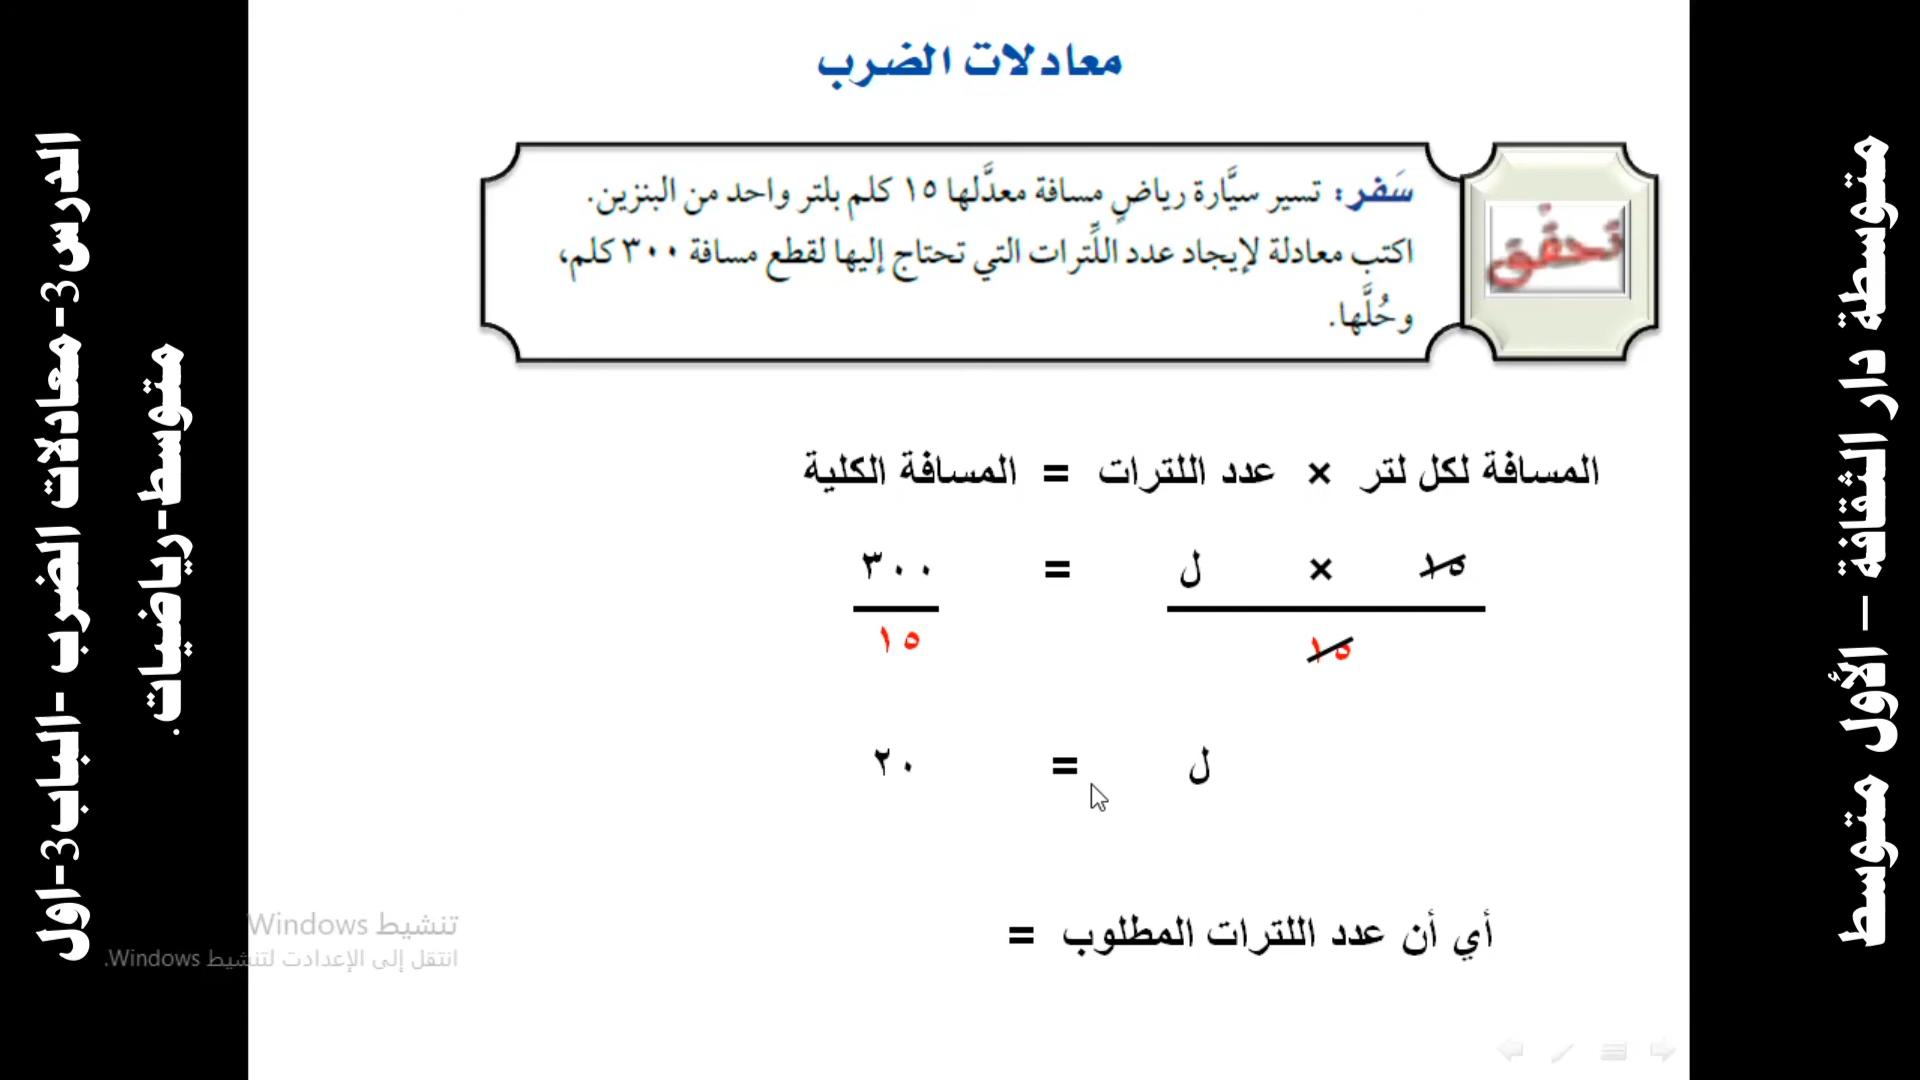 معادلات الضرب
تحقق
سَفر: تسير سيَّارة رياضٍ مسافة معدَّلها ١٥ كلم بلتر واحد من البنزين.
اكتب معادلة لإيجاد عدد اللِّترات التي تحتاج إليها لقطع مسافة ٣٠٠ كلم،
وحُلَّها.
المسافة لكل لتر × عدد اللترات = المسافة الكلية
١٥ × ل = ٣٠٠
١٥ ١٥
ل = ٢٠
أي أن عدد اللترات المطلوب =
متوسطة دار الثقافة – الأول متوسط
الدرس3-معادلات الضرب -الباب3-اول
متوسط-رياضيات.
تنشيط Windows
انتقل إلى الإعدادت لتنشيط Windows.